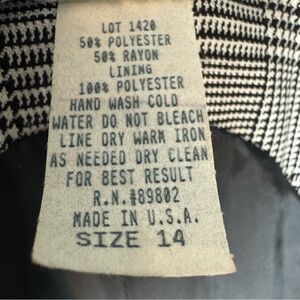 LOT 1420
50% POLYESTER
50% RAYON
LINING
100% POLYESTER
HAND WASH COLD
WATER DO NOT BLEACH
LINE DRY WARM IRON
AS NEEDED DRY CLEAN
FOR BEST RESULT
R.N.#89802
MADE IN U.S.A.
SIZE 14